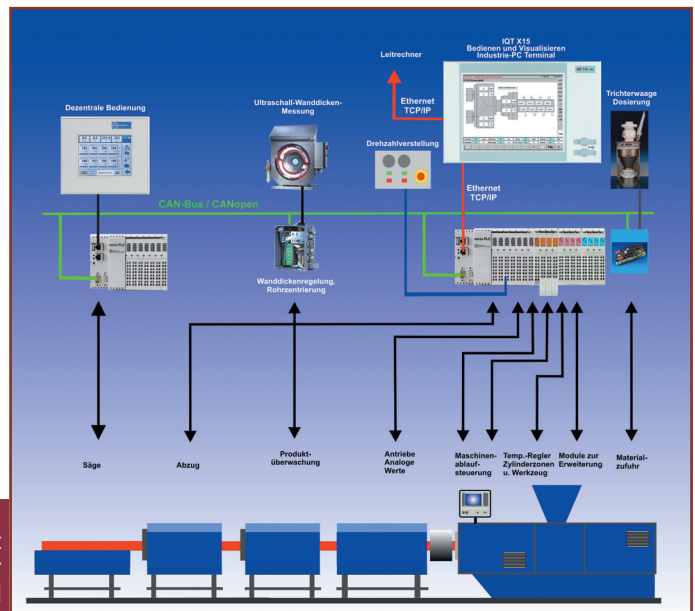 IQT X15
Bedienen und Visualisieren
Industrie-PC Terminal
Leitrechner
Ethernet
TCP/IP
Dezentrale Bedienung
Ultraschall-Wanddicken-
Messung
Trichterwaage
Dosierung
Drehzahlverstellung
Ethernet
TCP/IP
CAN-Bus / CANopen
Wanddickenregelung,
Rohrzentrierung
Säge
Abzug
Produkt-
überwachung
Antriebe
Analoge
Werte
Maschinen-
ablauf-
steuerung
Temp.-Regler
Zylinderzonen
u. Werkzeug
Module zur
Erweiterung
Material-
zufuhr